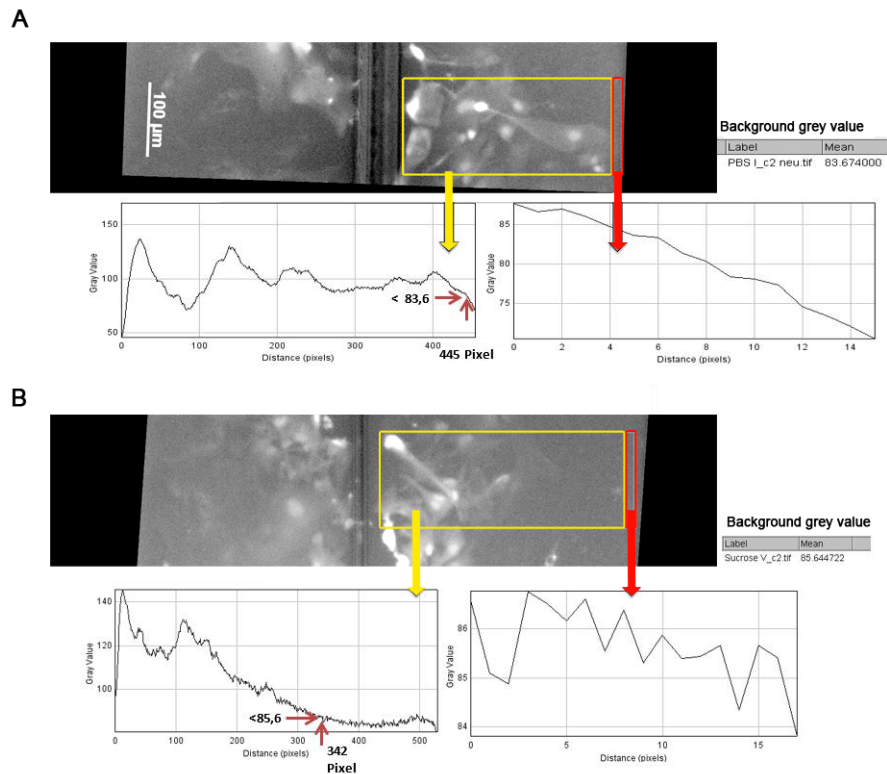 A
100 µm
Background grey value
Label Mean
PBS I_c2 neu.tif 83.674000
150
100
50
Gray Value
< 83,6
0 100 200 300 400
Distance (pixels)
445 Pixel
85
80
75
Gray Value
0 2 4 6 8 10 12 14
Distance (pixels)
B
Background grey value
Label Mean
Sucrose V_c2.tif 85.644722
140
120
100
Gray Value
<85,6
0 100 200 300 400 500
Distance (pixels)
342
Pixel
86
85
84
Gray Value
0 5 10 15
Distance (pixels)